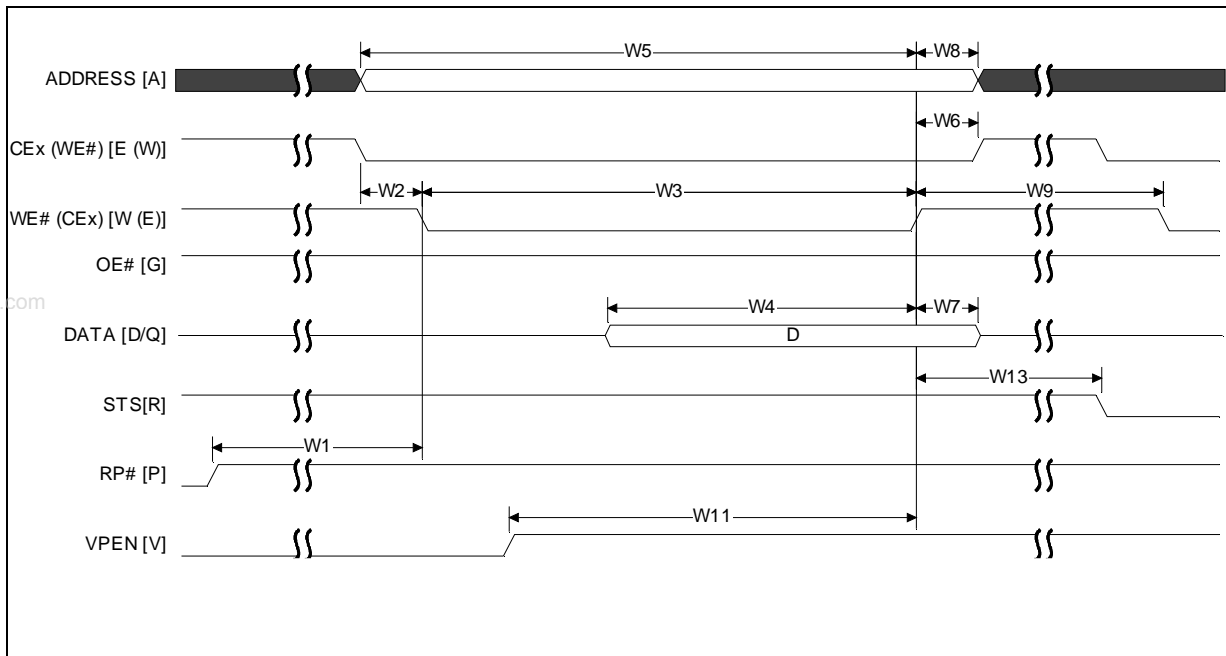 W5
W8
ADDRESS [A]
W6
CEx (WE#) [E (W)]
W2
W3
W9
WE# (CEx) [W (E)]
OE# [G]
.com
W4
W7
DATA [D/Q]
D
W13
STS[R]
W1
RP# [P]
W11
VPEN [V]